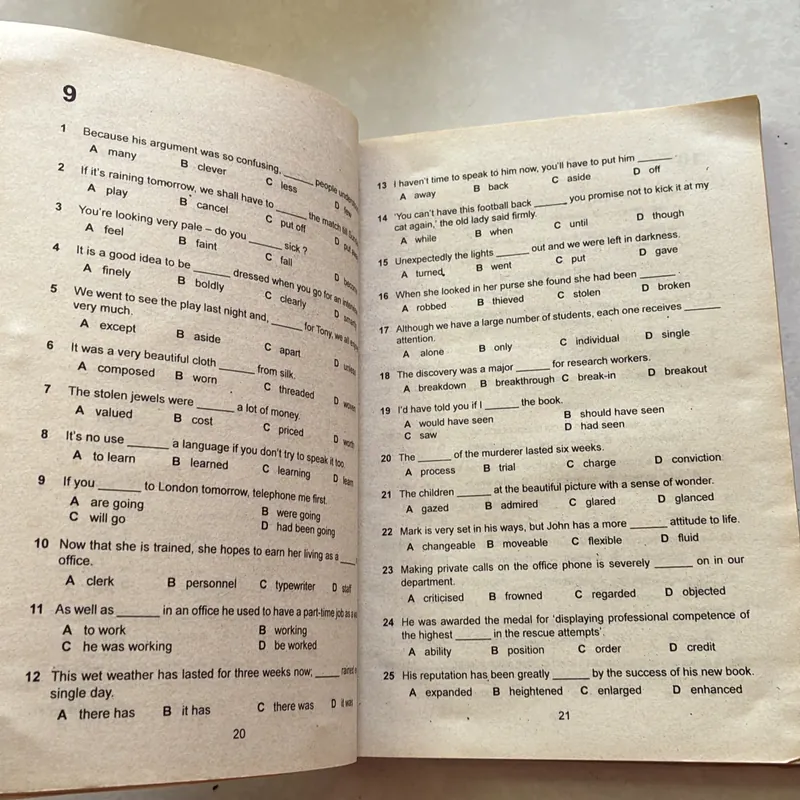 9
1 Because his argument was so confusing, ______ people understood
A many B clever C less D few
2 If it's raining tomorrow, we shall have to ______ the match till
A play B cancel C put off D put
3 You're looking very pale – do you ______ sick ?
A feel B faint C fall D become
4 It is a good idea to be ______ dressed when you go for an interview
A finely B boldly C clearly D smartly
5 We went to see the play last night and, ______ for Tony, we all enjoyed
very much.
A except B aside C apart D unless
6 It was a very beautiful cloth ______ from silk.
A composed B worn C threaded D woven
7 The stolen jewels were ______ a lot of money.
A valued B cost C priced D worth
8 It's no use ______ a language if you don't try to speak it too.
A to learn B learned C learning D learn
9 If you ______ to London tomorrow, telephone me first.
A are going B were going
C will go D had been going
10 Now that she is trained, she hopes to earn her living as a ___
office.
A clerk B personnel C typewriter D staff
11 As well as ______ in an office he used to have a part-time job as a
A to work B working
C he was working D be worked
12 This wet weather has lasted for three weeks now; ____ rained
single day.
A there has B it has C there was D it was
20
13 I haven't time to speak to him now, you'll have to put him ______ .
A away B back C aside D off
14 'You can't have this football back ______, you promise not to kick it at my
cat again,' the old lady said firmly.
A while B when C until D though
15 Unexpectedly the lights ______ out and we were left in darkness.
A turned B went C put D gave
16 When she looked in her purse she found she had been ______ .
A robbed B thieved C stolen D broken
17 Although we have a large number of students, each one receives ______
attention.
A alone B only C individual D single
18 The discovery was a major ______ for research workers.
A breakdown B breakthrough C break-in D breakout
19 I'd have told you if I ______ the book.
A would have seen B should have seen
C saw D had seen
20 The ______ of the murderer lasted six weeks.
A process B trial C charge D conviction
21 The children ______ at the beautiful picture with a sense of wonder.
A gazed B admired C glared D glanced
22 Mark is very set in his ways, but John has a more ______ attitude to life.
A changeable B moveable C flexible D fluid
23 Making private calls on the office phone is severely ______ on in our
department.
A criticised B frowned C regarded D objected
24 He was awarded the medal for 'displaying professional competence of
the highest ______ in the rescue attempts'.
A ability B position C order D credit
25 His reputation has been greatly ______ by the success of his new book.
A expanded B heightened C enlarged D enhanced
21